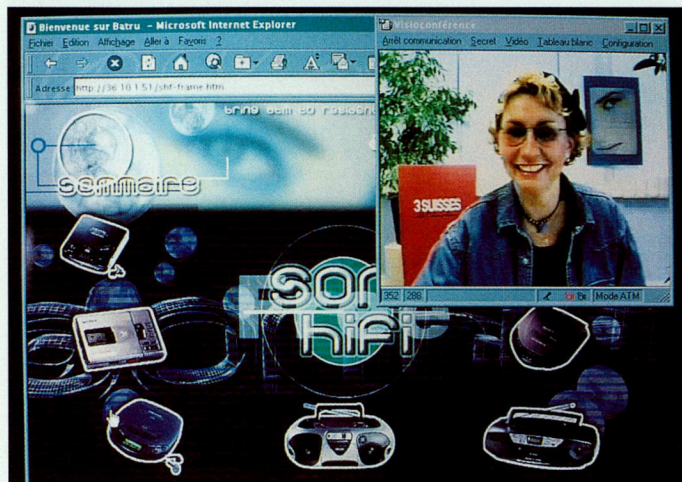 Bienvenue sur Batru - Microsoft Internet Explorer
Fichier Edition Affichage Aller à Favoris ?
Adresse http://36.10.1.51/shf-frame.htm
sommaire
Visioconférence
Arrêt communication Secret Vidéo Tableau blanc Configuration
3 SUISSES
352 288 Mode ATM
son
hifi